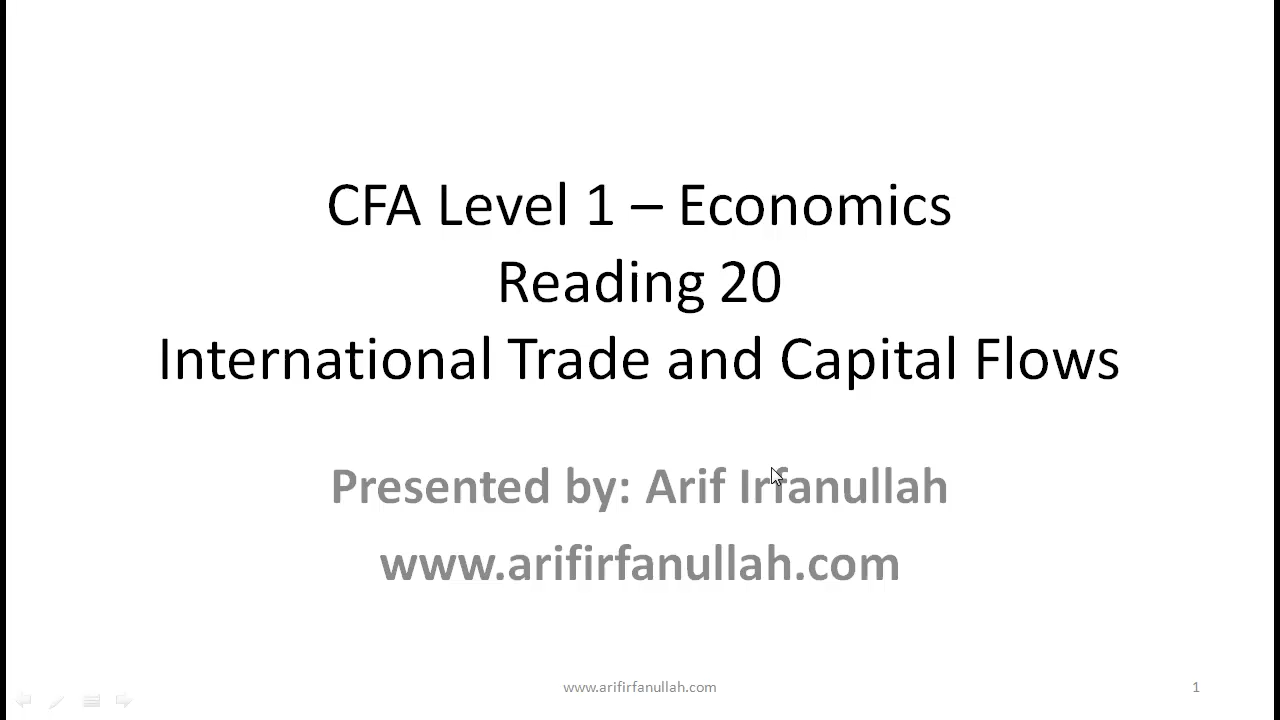 CFA Level 1 – Economics
Reading 20
International Trade and Capital Flows
Presented by: Arif Irfanullah
www.arifirfanullah.com
www.arifirfanullah.com
1